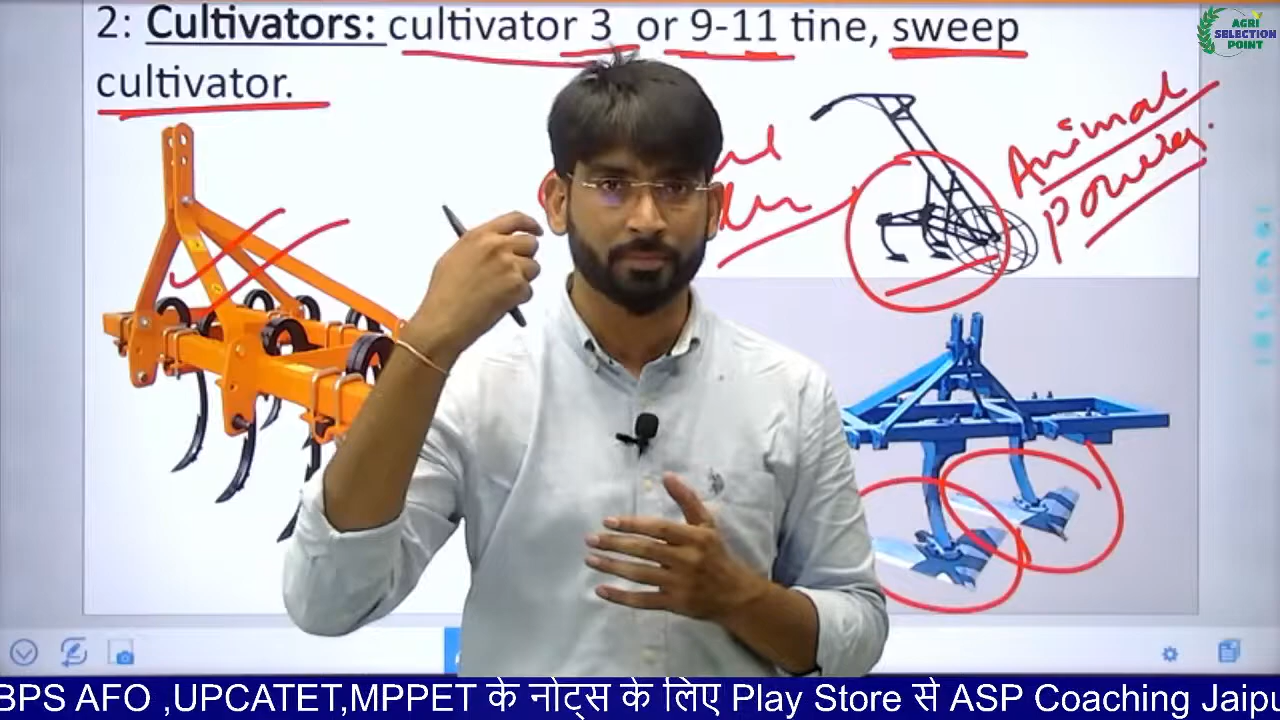 2: Cultivators: cultivator 3 or 9-11 tine, sweep
cultivator.
AGRI
SELECTION
POINT
Animal
power
BPS AFO ,UPCATET,MPPET के नोट्स के लिए Play Store से ASP Coaching Jaipu